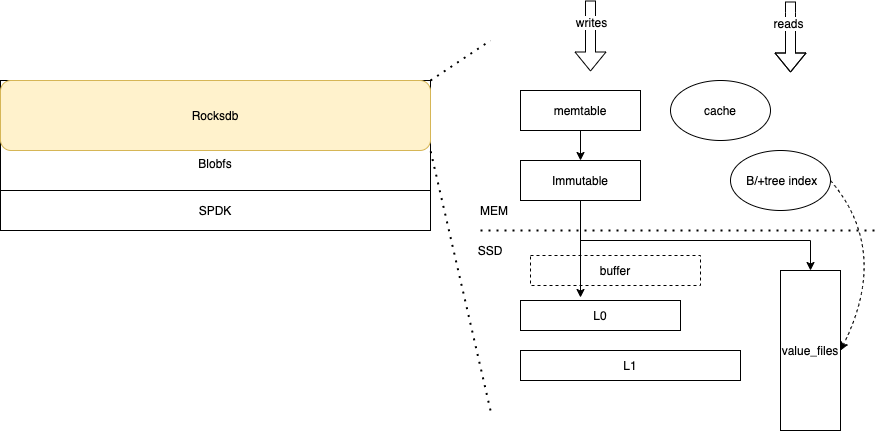 writes
reads
Rocksdb
memtable
cache
Blobfs
Immutable
B/+tree index
SPDK
MEM
SSD
buffer
L0
value_files
L1